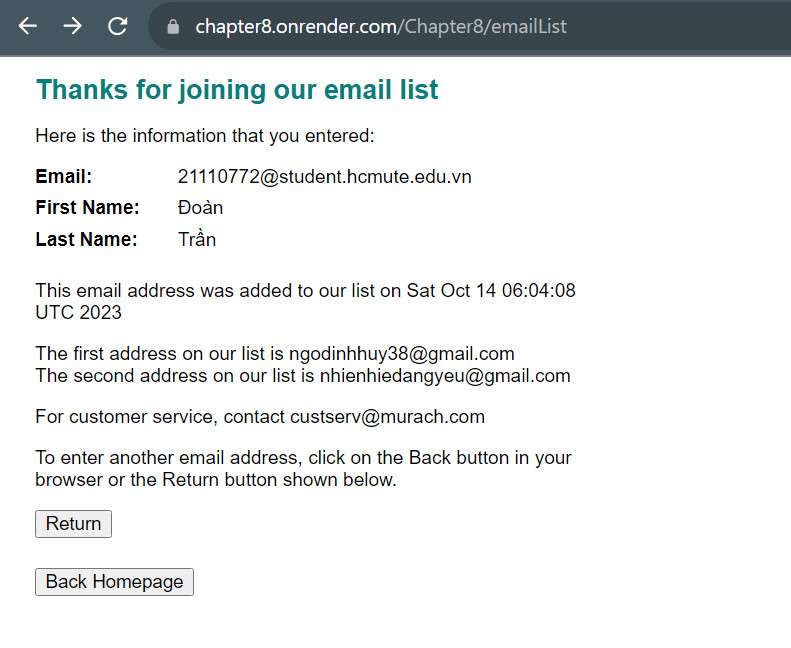 chapter8.onrender.com/Chapter8/emailList
Thanks for joining our email list
Here is the information that you entered:
Email: 21110772@student.hcmute.edu.vn
First Name: Đoàn
Last Name: Trần
This email address was added to our list on Sat Oct 14 06:04:08
UTC 2023
The first address on our list is ngodinhhuy38@gmail.com
The second address on our list is nhienhiedangyeu@gmail.com
For customer service, contact custserv@murach.com
To enter another email address, click on the Back button in your
browser or the Return button shown below.
Return
Back Homepage